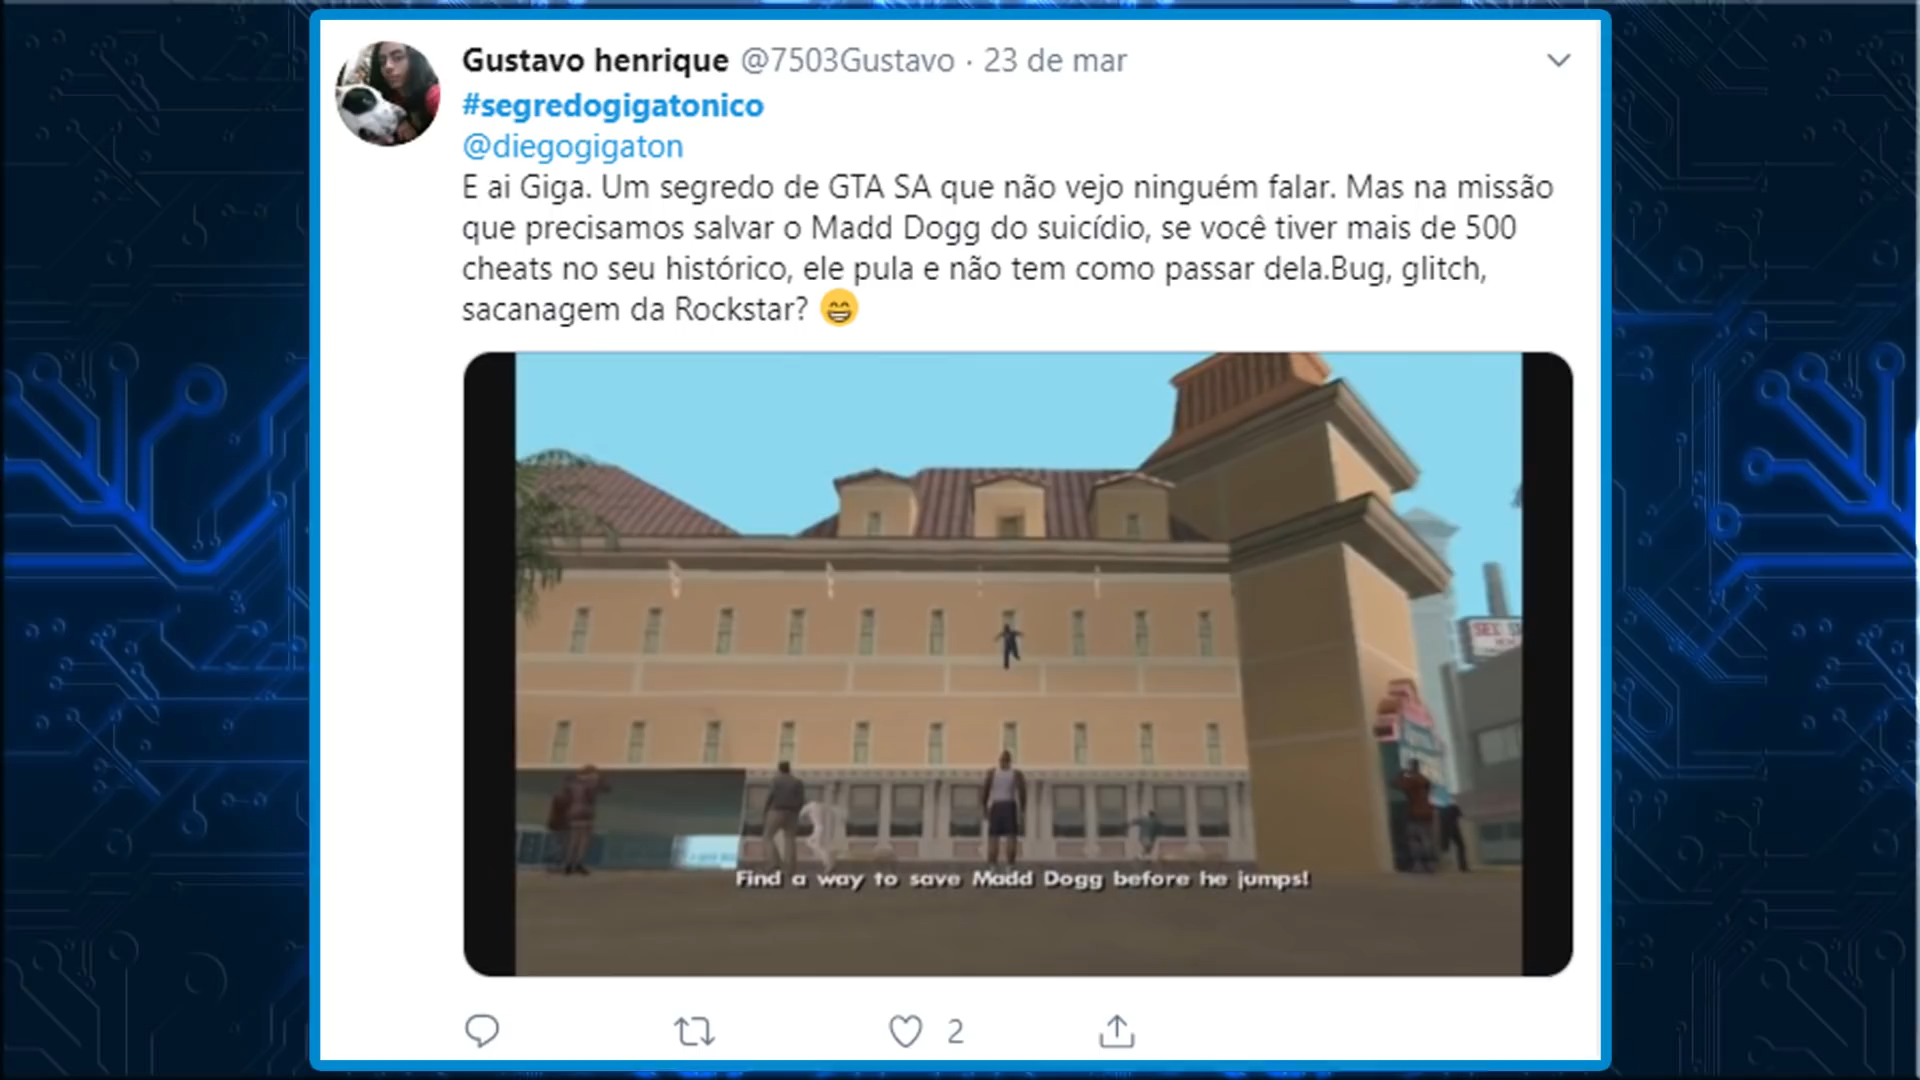 Gustavo henrique @7503Gustavo · 23 de mar
#segredogigatonico
@diegogigaton
E ai Giga. Um segredo de GTA SA que não vejo ninguém falar. Mas na missão
que precisamos salvar o Madd Dogg do suicídio, se você tiver mais de 500
cheats no seu histórico, ele pula e não tem como passar dela.Bug, glitch,
sacanagem da Rockstar? 😁
Find a way to save Madd Dogg before he jumps!
2